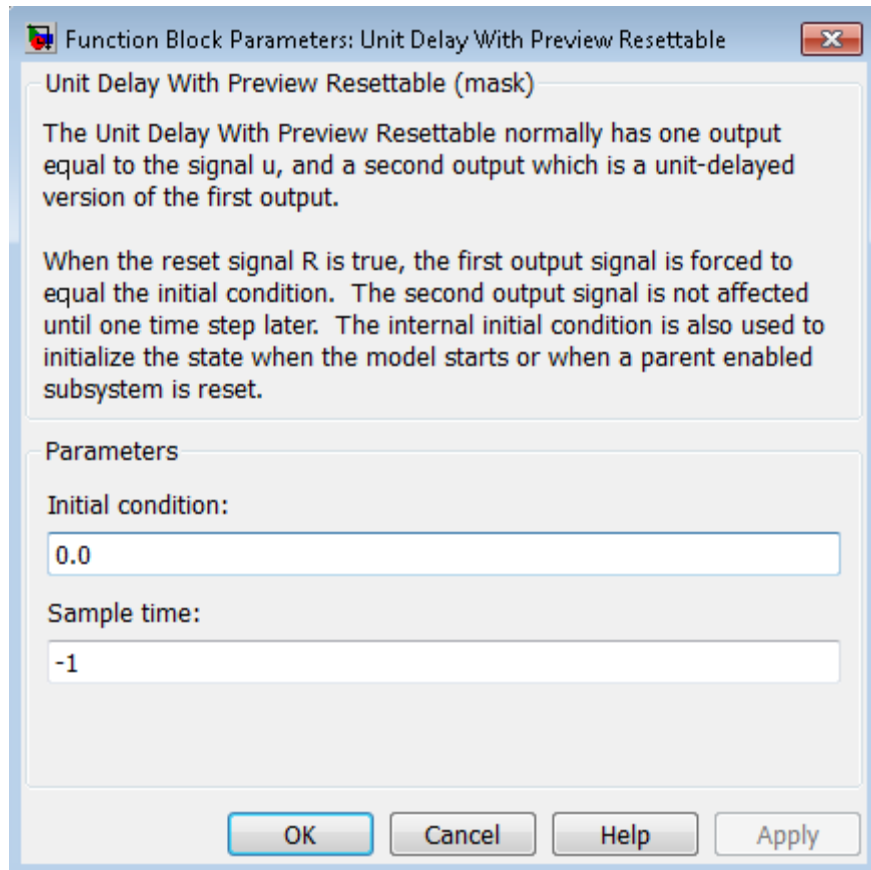 Function Block Parameters: Unit Delay With Preview Resettable
Unit Delay With Preview Resettable (mask)
The Unit Delay With Preview Resettable normally has one output
equal to the signal u, and a second output which is a unit-delayed
version of the first output.
When the reset signal R is true, the first output signal is forced to
equal the initial condition.  The second output signal is not affected
until one time step later.  The internal initial condition is also used to
initialize the state when the model starts or when a parent enabled
subsystem is reset.
Parameters
Initial condition:
0.0
Sample time:
-1
OK Cancel Help Apply